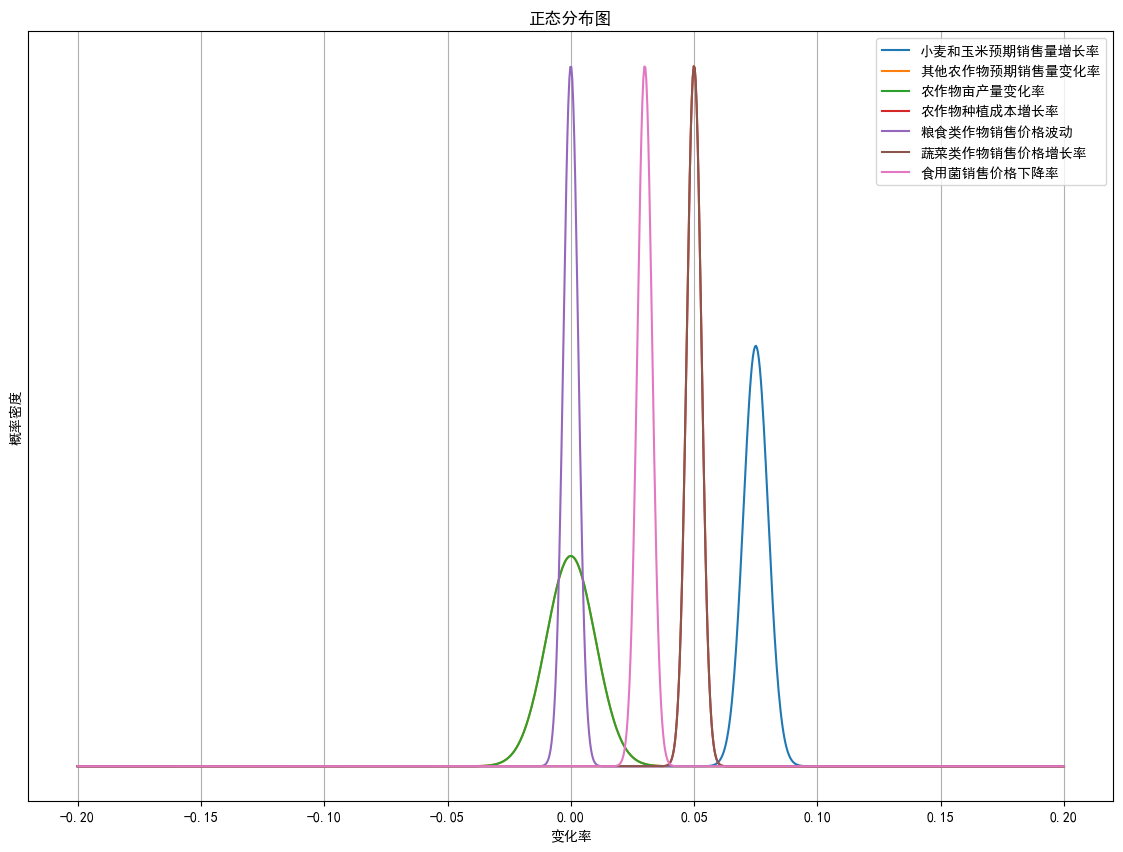 正态分布图
小麦和玉米预期销售量增长率
其他农作物预期销售量变化率
农作物亩产量变化率
农作物种植成本增长率
粮食类作物销售价格波动
蔬菜类作物销售价格增长率
食用菌销售价格下降率
概率密度
−0.20 −0.15 −0.10 −0.05 0.00 0.05 0.10 0.15 0.20
变化率